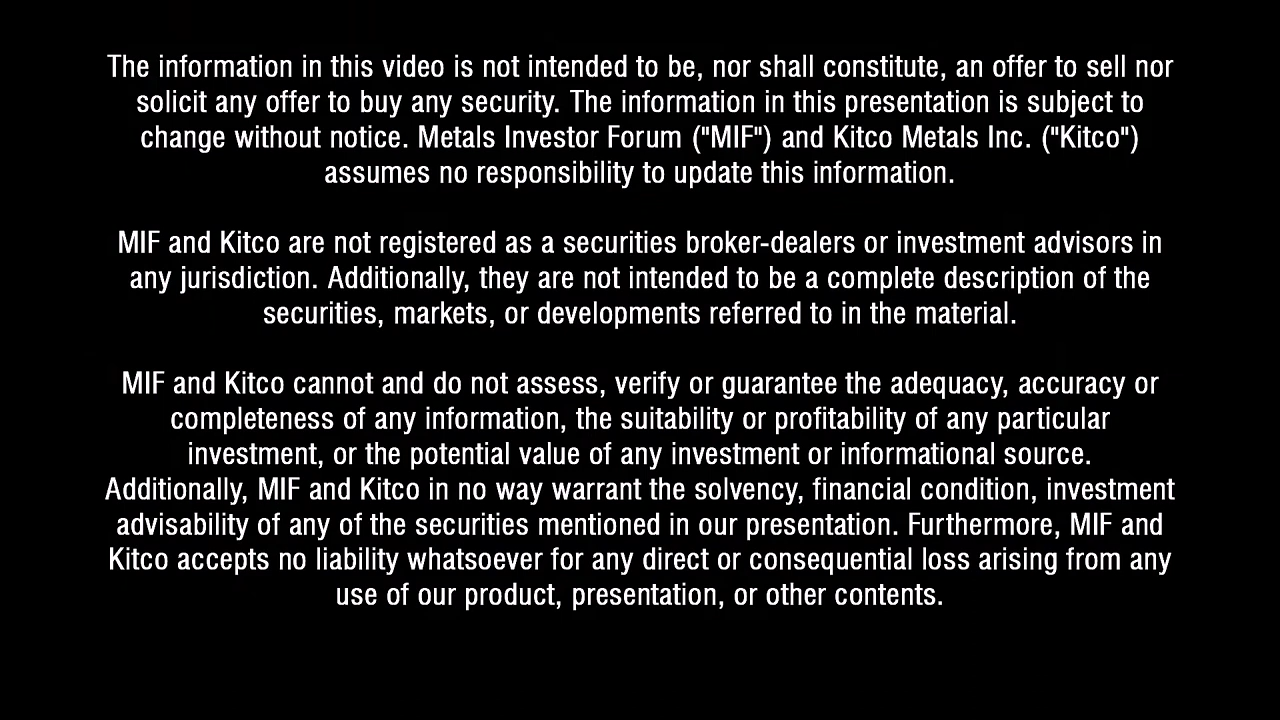 The information in this video is not intended to be, nor shall constitute, an offer to sell nor
solicit any offer to buy any security. The information in this presentation is subject to
change without notice. Metals Investor Forum ("MIF") and Kitco Metals Inc. ("Kitco")
assumes no responsibility to update this information.
MIF and Kitco are not registered as a securities broker-dealers or investment advisors in
any jurisdiction. Additionally, they are not intended to be a complete description of the
securities, markets, or developments referred to in the material.
MIF and Kitco cannot and do not assess, verify or guarantee the adequacy, accuracy or
completeness of any information, the suitability or profitability of any particular
investment, or the potential value of any investment or informational source.
Additionally, MIF and Kitco in no way warrant the solvency, financial condition, investment
advisability of any of the securities mentioned in our presentation. Furthermore, MIF and
Kitco accepts no liability whatsoever for any direct or consequential loss arising from any
use of our product, presentation, or other contents.